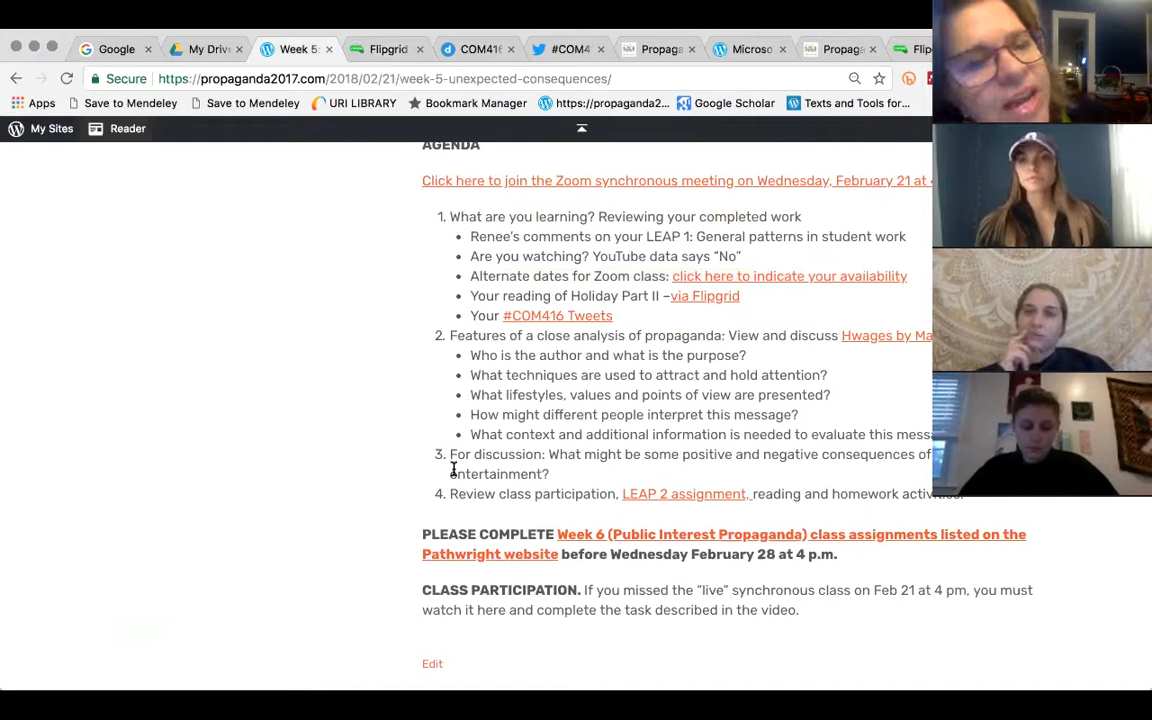 Google
My Driv
Week 5:
Flipgrid
COM416
#COM4
Propaga
Microso
Propaga
Flip
Secure
https://propaganda2017.com/2018/02/21/week-5-unexpected-consequences/
Apps
Save to Mendeley
Save to Mendeley
URI LIBRARY
Bookmark Manager
https://propaganda2...
Google Scholar
Texts and Tools for...
My Sites
Reader
AGENDA
Click here to join the Zoom synchronous meeting on Wednesday, February 21 at 4
1. What are you learning? Reviewing your completed work
• Renee's comments on your LEAP 1: General patterns in student work
• Are you watching? YouTube data says "No"
• Alternate dates for Zoom class: click here to indicate your availability
• Your reading of Holiday Part II –via Flipgrid
• Your #COM416 Tweets
2. Features of a close analysis of propaganda: View and discuss Hwages by Ma
• Who is the author and what is the purpose?
• What techniques are used to attract and hold attention?
• What lifestyles, values and points of view are presented?
• How might different people interpret this message?
• What context and additional information is needed to evaluate this mess
3. For discussion: What might be some positive and negative consequences of
entertainment?
4. Review class participation, LEAP 2 assignment, reading and homework activities.
PLEASE COMPLETE Week 6 (Public Interest Propaganda) class assignments listed on the
Pathwright website before Wednesday February 28 at 4 p.m.
CLASS PARTICIPATION. If you missed the "live" synchronous class on Feb 21 at 4 pm, you must
watch it here and complete the task described in the video.
Edit